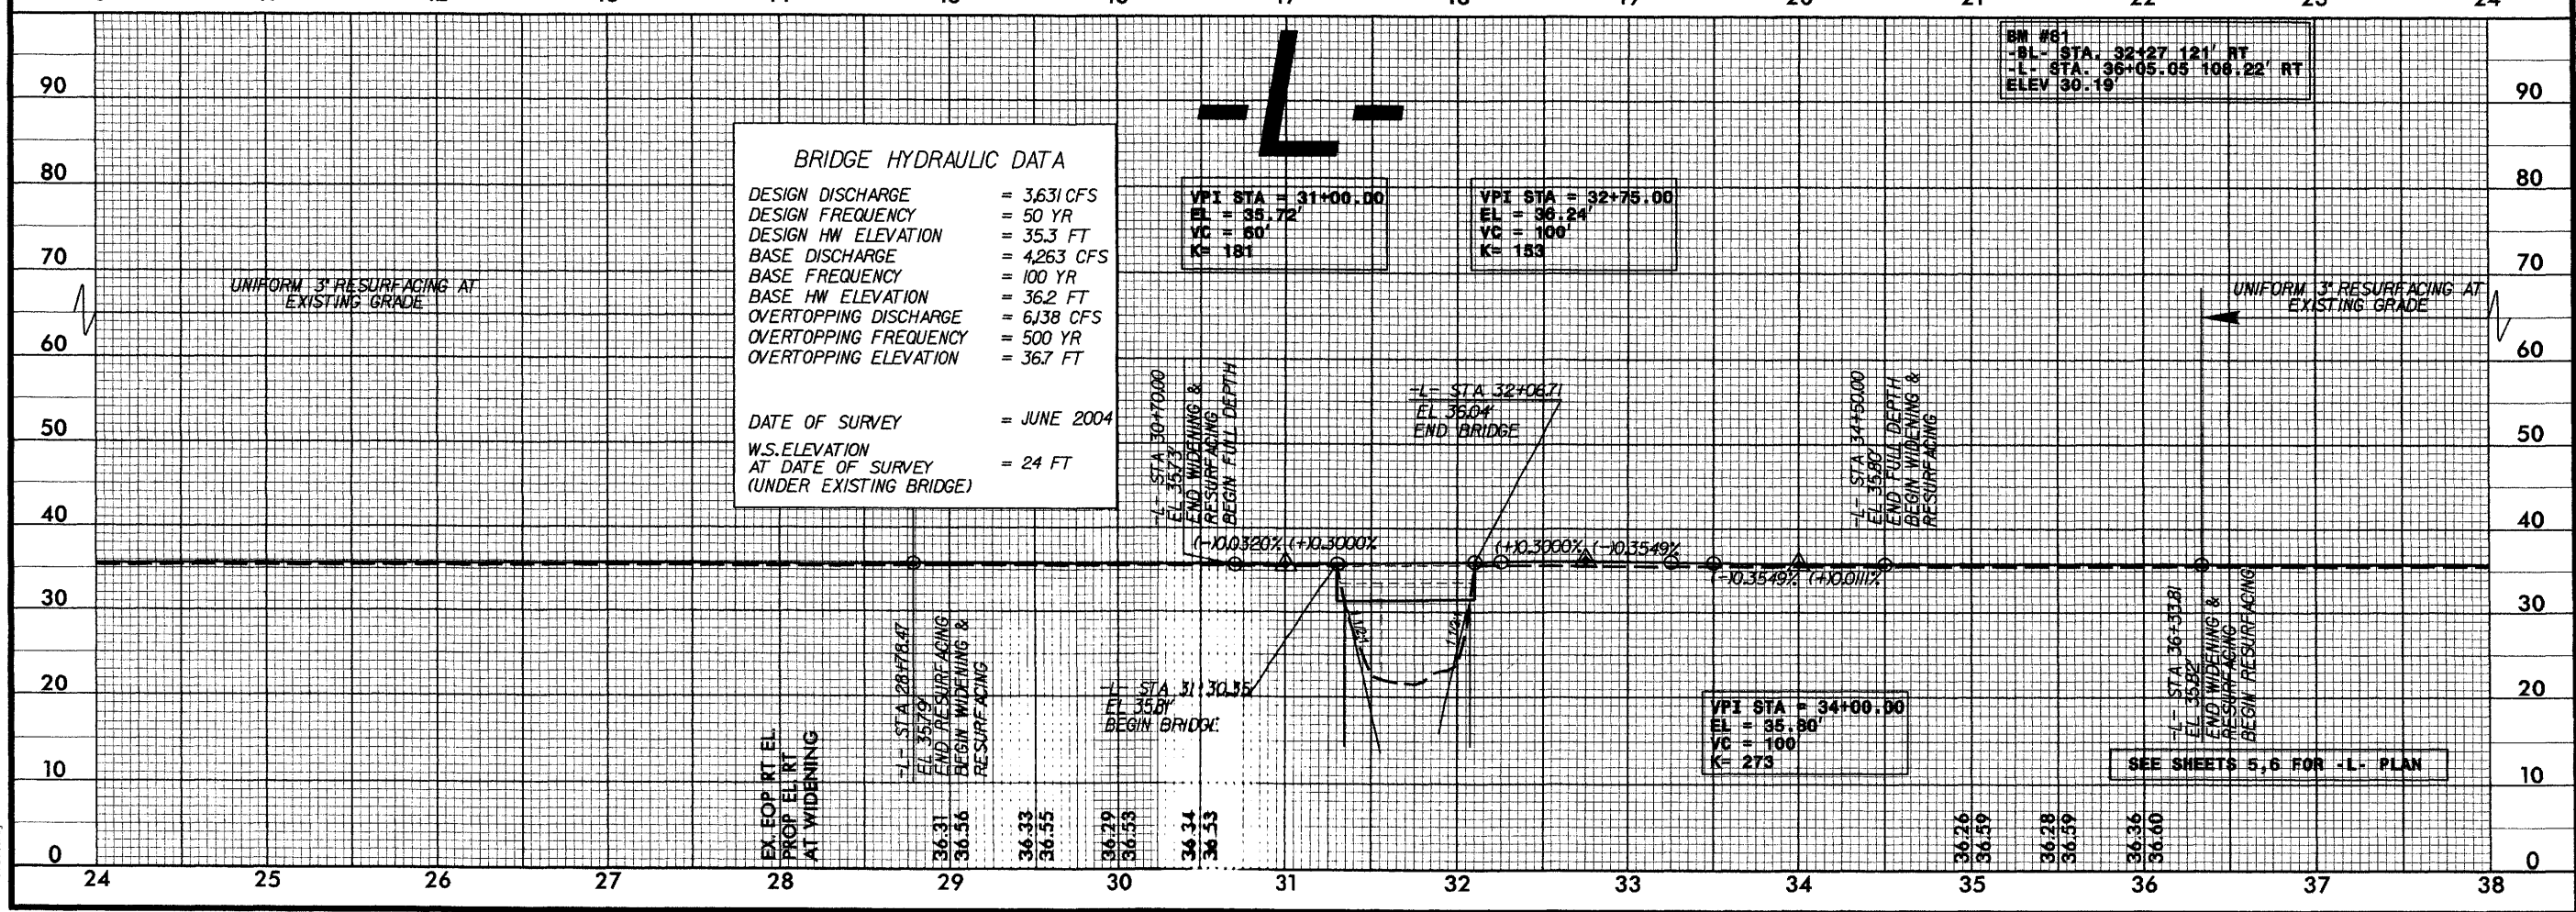 BM #61
-BL- STA. 32+27 121' RT
-L- STA. 36+05.05 108.22' RT
ELEV 30.19'
-L-
90
80
70
60
50
40
30
20
10
0
90
80
70
60
50
40
30
20
10
0
BRIDGE HYDRAULIC DATA
DESIGN DISCHARGE = 3,631 CFS
DESIGN FREQUENCY = 50 YR
DESIGN HW ELEVATION = 35.3 FT
BASE DISCHARGE = 4,263 CFS
BASE FREQUENCY = 100 YR
BASE HW ELEVATION = 36.2 FT
OVERTOPPING DISCHARGE = 6,138 CFS
OVERTOPPING FREQUENCY = 500 YR
OVERTOPPING ELEVATION = 36.7 FT
DATE OF SURVEY = JUNE 2004
W.S. ELEVATION
AT DATE OF SURVEY = 24 FT
(UNDER EXISTING BRIDGE)
VPI STA = 31+00.00
EL = 35.72'
VC = 60'
K= 181
VPI STA = 32+75.00
EL = 36.24'
VC = 100'
K= 153
UNIFORM 3" RESURFACING AT
EXISTING GRADE
UNIFORM 3" RESURFACING AT
EXISTING GRADE
-L- STA 30+70.00
EL 35.73'
END WIDENING &
RESURFACING
BEGIN FULL DEPTH
-L- STA 32+06.71
EL 36.04'
END BRIDGE
-L- STA 34+50.00
EL 35.80'
END FULL DEPTH
BEGIN WIDENING &
RESURFACING
(-)0.0320% (+)0.3000%
(+)0.3000% (-)0.3549%
(-)0.3549% (+)0.0111%
1 1/2:1
1 1/2:1
-L- STA 28+78.47
EL 35.79'
END RESURFACING
BEGIN WIDENING &
RESURFACING
-L- STA 31+30.35
EL 35.81'
BEGIN BRIDGE
VPI STA = 34+00.00
EL = 35.80'
VC = 100'
K= 273
-L- STA 36+33.81
EL 35.82'
END WIDENING &
RESURFACING
BEGIN RESURFACING
SEE SHEETS 5,6 FOR -L- PLAN
EX. EOP RT EL.
PROP EL. RT
AT WIDENING
36.31
36.56
36.33
36.55
36.29
36.53
36.34
36.53
36.26
36.59
36.28
36.59
36.36
36.60
24 25 26 27 28 29 30 31 32 33 34 35 36 37 38